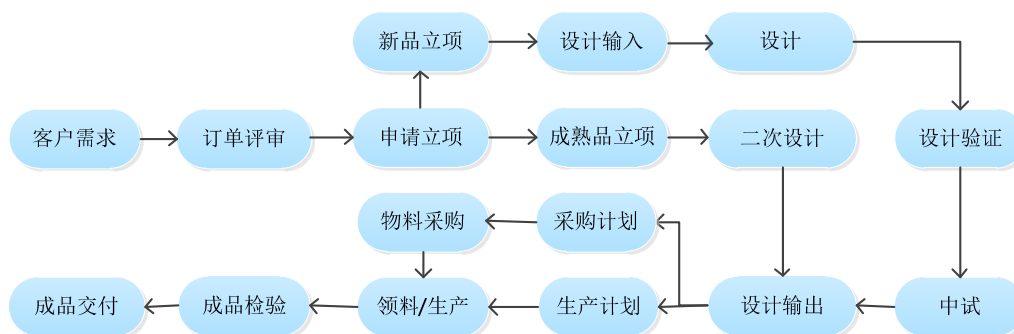 新品立项
设计输入
设计
客户需求
订单评审
申请立项
成熟品立项
二次设计
设计验证
物料采购
采购计划
成品交付
成品检验
领料/生产
生产计划
设计输出
中试